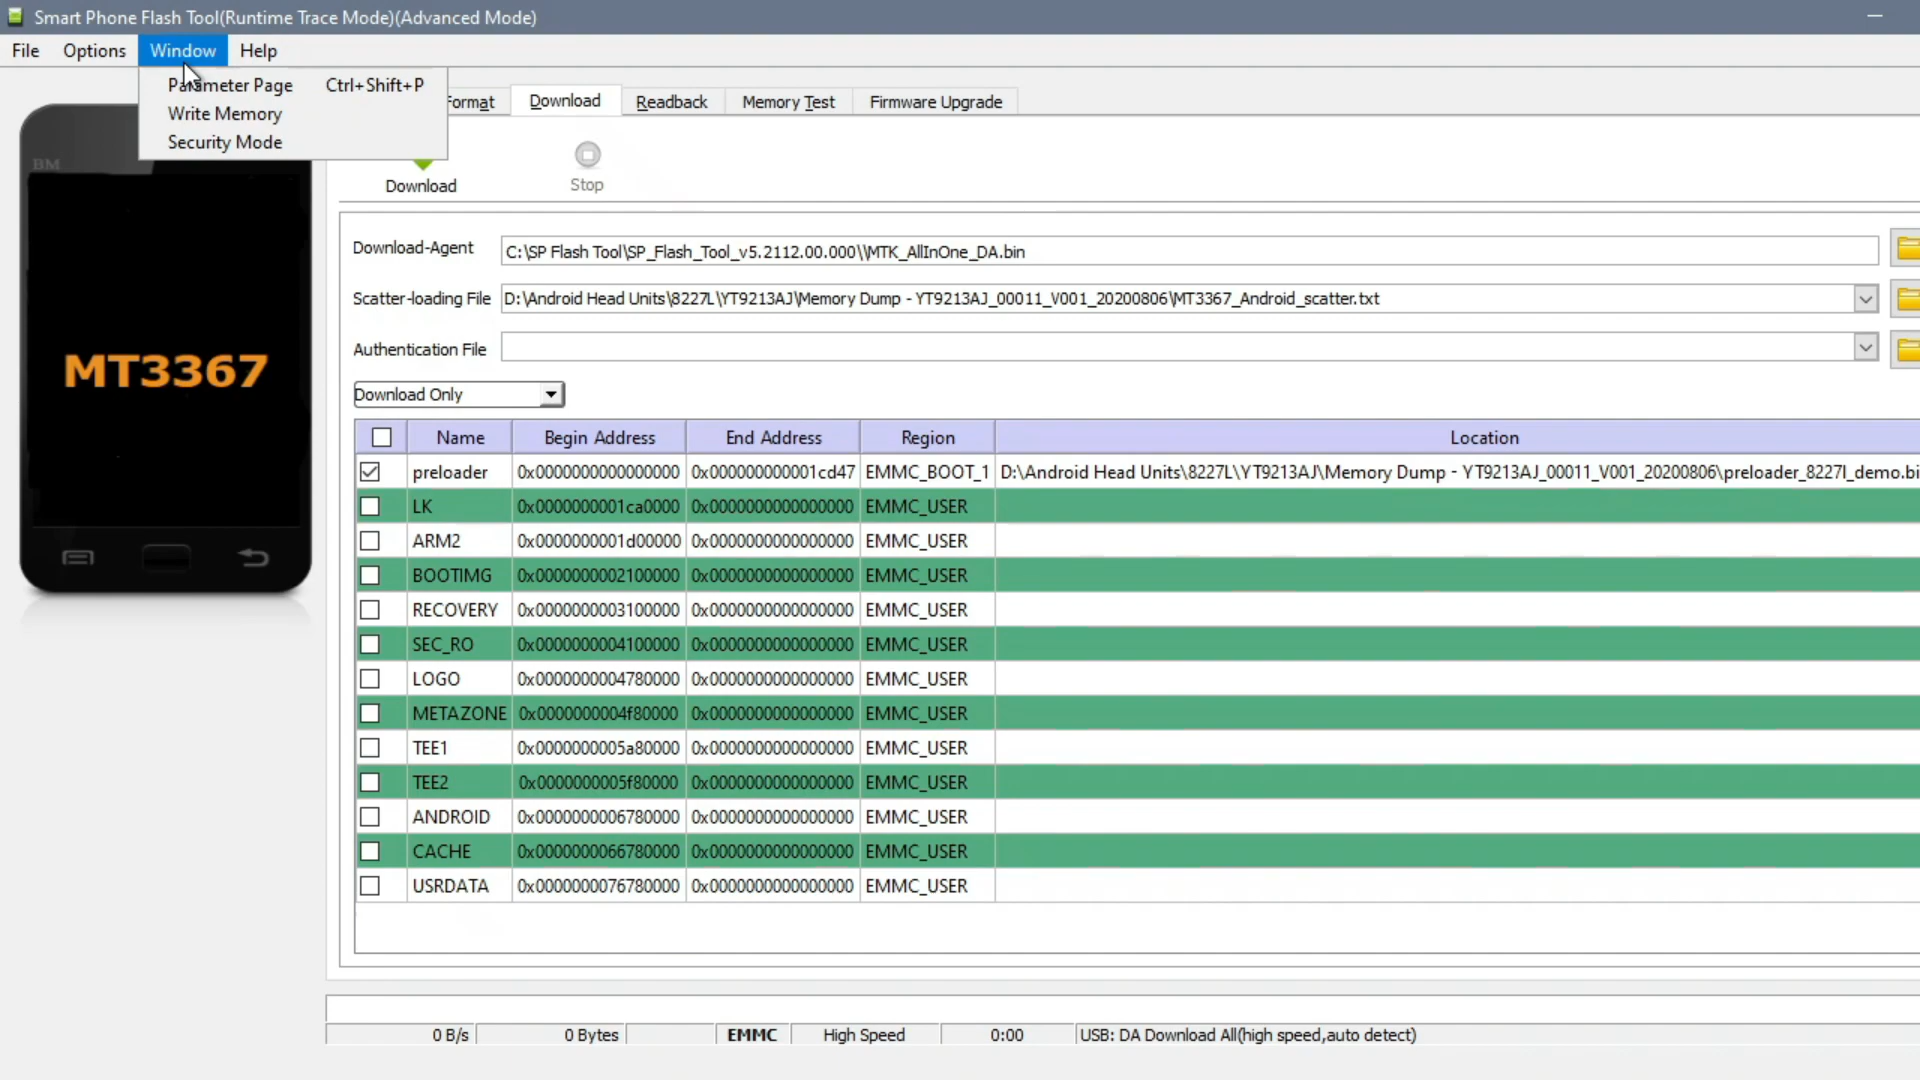 Smart Phone Flash Tool(Runtime Trace Mode)(Advanced Mode)
File Options Window Help
Parameter Page Ctrl+Shift+P
Write Memory
Security Mode
Format Download Readback Memory Test Firmware Upgrade
BM
Download Stop
MT3367
Download-Agent C:\SP Flash Tool\SP_Flash_Tool_v5.2112.00.000\\MTK_AllInOne_DA.bin
Scatter-loading File D:\Android Head Units\8227L\YT9213AJ\Memory Dump - YT9213AJ_00011_V001_20200806\MT3367_Android_scatter.txt
Authentication File
Download Only
Name Begin Address End Address Region Location
preloader 0x0000000000000000 0x000000000001cd47 EMMC_BOOT_1 D:\Android Head Units\8227L\YT9213AJ\Memory Dump - YT9213AJ_00011_V001_20200806\preloader_8227l_demo.bi
LK 0x0000000001ca0000 0x0000000000000000 EMMC_USER
ARM2 0x0000000001d00000 0x0000000000000000 EMMC_USER
BOOTIMG 0x0000000002100000 0x0000000000000000 EMMC_USER
RECOVERY 0x0000000003100000 0x0000000000000000 EMMC_USER
SEC_RO 0x0000000004100000 0x0000000000000000 EMMC_USER
LOGO 0x0000000004780000 0x0000000000000000 EMMC_USER
METAZONE 0x0000000004f80000 0x0000000000000000 EMMC_USER
TEE1 0x0000000005a80000 0x0000000000000000 EMMC_USER
TEE2 0x0000000005f80000 0x0000000000000000 EMMC_USER
ANDROID 0x0000000006780000 0x0000000000000000 EMMC_USER
CACHE 0x0000000066780000 0x0000000000000000 EMMC_USER
USRDATA 0x0000000076780000 0x0000000000000000 EMMC_USER
0 B/s 0 Bytes EMMC High Speed 0:00 USB: DA Download All(high speed,auto detect)